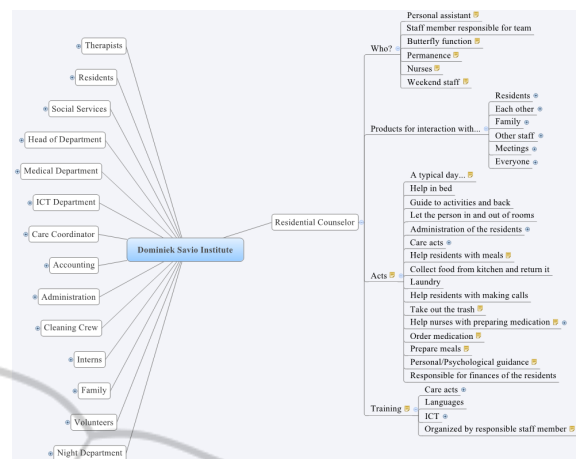 Therapists
Residents
Social Services
Head of Department
Medical Department
ICT Department
Care Coordinator
Accounting
Administration
Cleaning Crew
Interns
Family
Volunteers
Night Department
Dominiek Savio Institute
Residential Counselor
Who?
Personal assistant
Staff member responsible for team
Butterfly function
Permanence
Nurses
Weekend staff
Products for interaction with...
Residents
Each other
Family
Other staff
Meetings
Everyone
Acts
A typical day...
Help in bed
Guide to activities and back
Let the person in and out of rooms
Administration of the residents
Care acts
Help residents with meals
Collect food from kitchen and return it
Laundry
Help residents with making calls
Take out the trash
Help nurses with preparing medication
Order medication
Prepare meals
Personal/Psychological guidance
Responsible for finances of the residents
Training
Care acts
Languages
ICT
Organized by responsible staff member